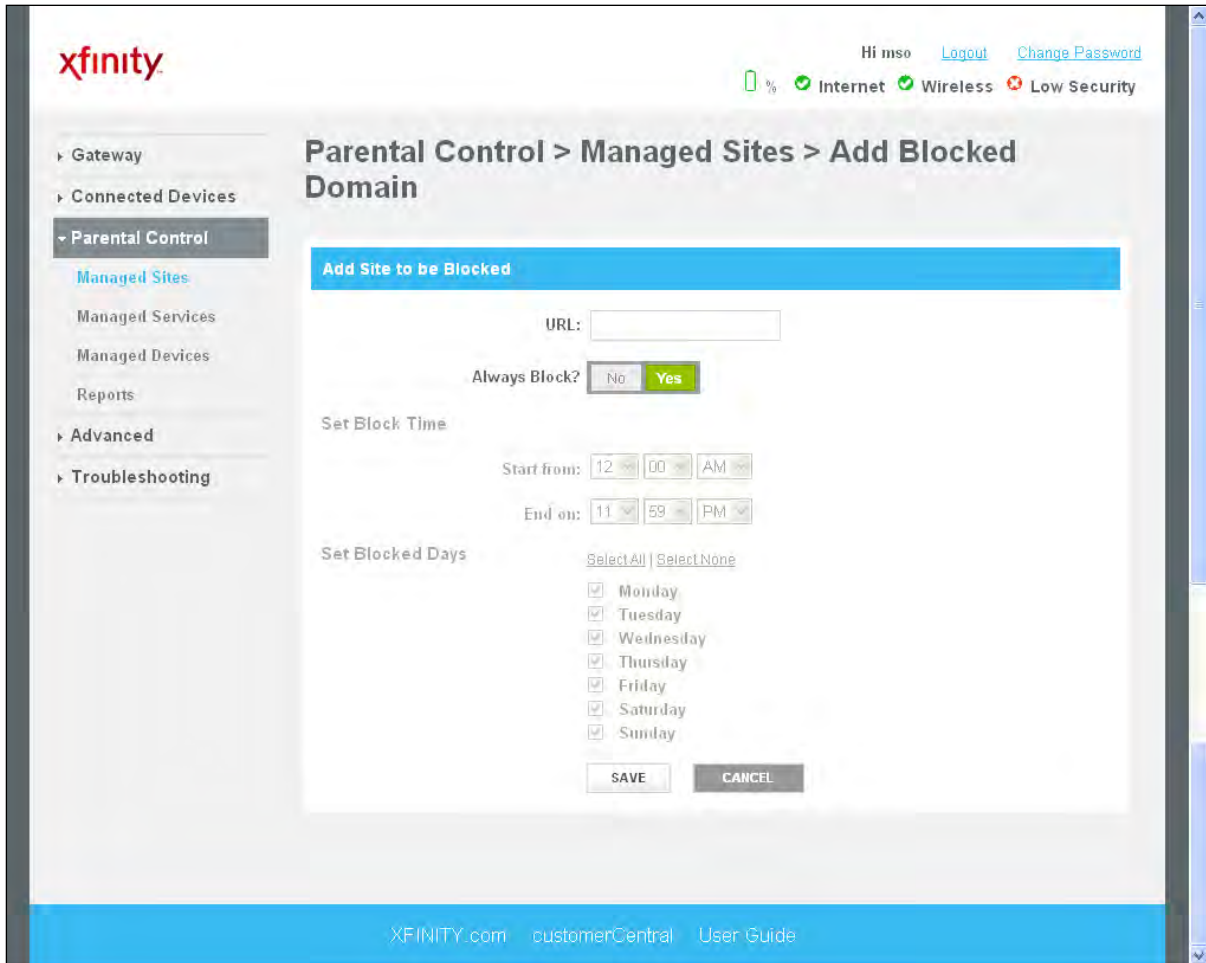 xfinity
Hi mso Logout Change Password
% Internet Wireless Low Security
Gateway
Connected Devices
Parental Control
Managed Sites
Managed Services
Managed Devices
Reports
Advanced
Troubleshooting
Parental Control > Managed Sites > Add Blocked
Domain
Add Site to be Blocked
URL:
Always Block? No Yes
Set Block Time
Start from: 12 00 AM
End on: 11 59 PM
Set Blocked Days
Select All | Select None
Monday
Tuesday
Wednesday
Thursday
Friday
Saturday
Sunday
SAVE CANCEL
XFINITY.com customerCentral User Guide